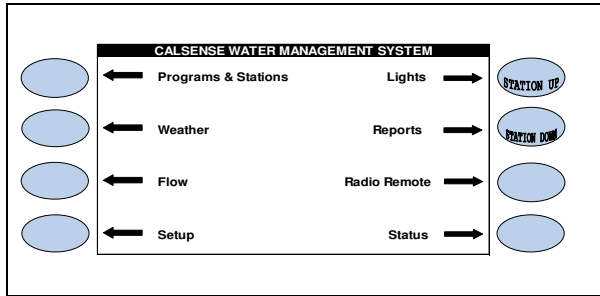 CALSENSE WATER MANAGEMENT SYSTEM
Programs & Stations Lights STATION UP
Weather Reports STATION DOWN
Flow Radio Remote
Setup Status